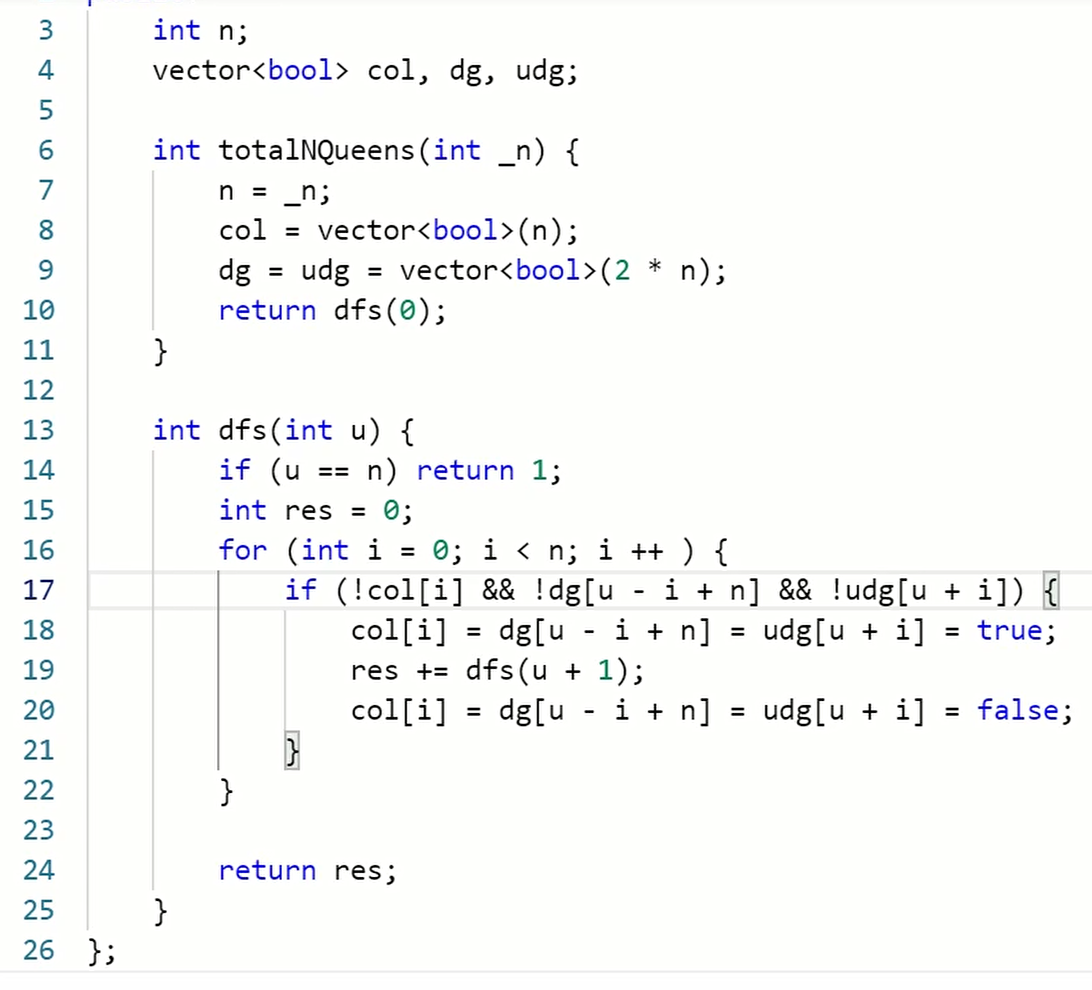 3 int n;
4 vector<bool> col, dg, udg;
5
6 int totalNQueens(int _n) {
7 n = _n;
8 col = vector<bool>(n);
9 dg = udg = vector<bool>(2 * n);
10 return dfs(0);
11 }
12
13 int dfs(int u) {
14 if (u == n) return 1;
15 int res = 0;
16 for (int i = 0; i < n; i ++ ) {
17 if (!col[i] && !dg[u - i + n] && !udg[u + i]) {
18 col[i] = dg[u - i + n] = udg[u + i] = true;
19 res += dfs(u + 1);
20 col[i] = dg[u - i + n] = udg[u + i] = false;
21 }
22 }
23
24 return res;
25 }
26 };